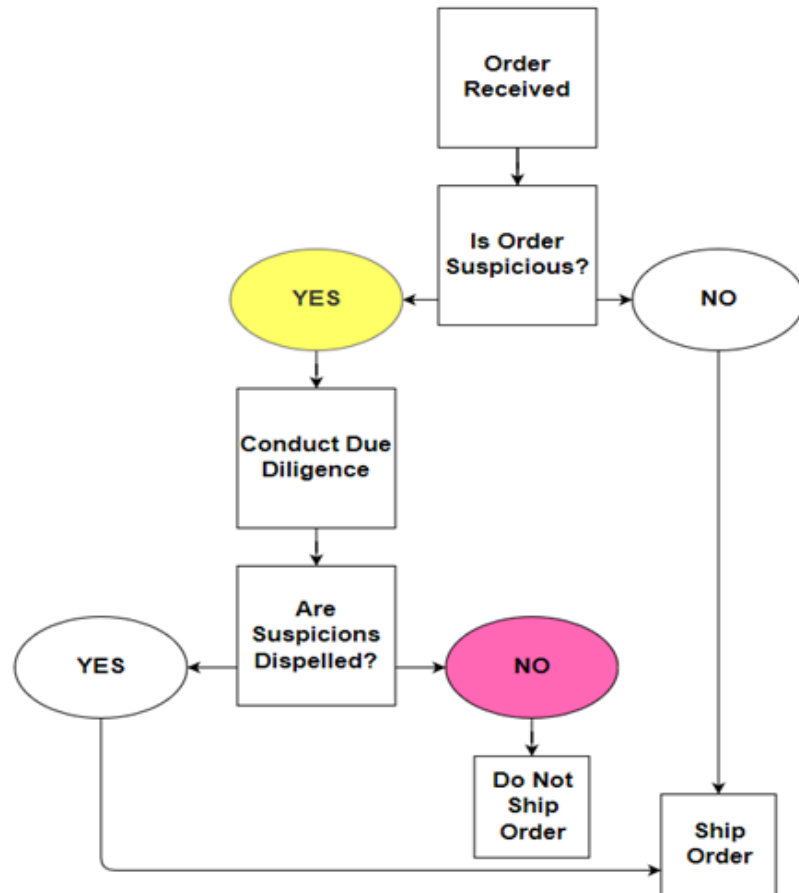 Order
Received
Is Order
Suspicious?
YES
NO
Conduct Due
Diligence
Are
Suspicions
Dispelled?
YES
NO
Do Not
Ship
Order
Ship
Order